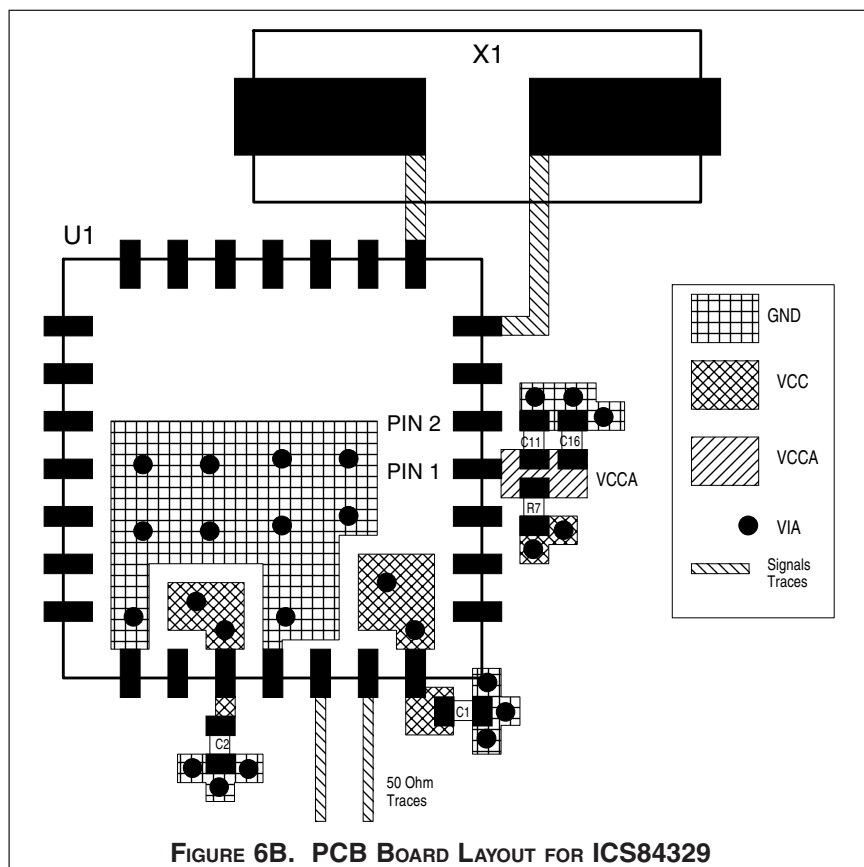 X1
U1
GND
VCC
PIN 2
C11
C16
PIN 1
VCCA
VCCA
R7
VIA
Signals
Traces
C1
C2
50 Ohm
Traces
FIGURE 6B. PCB BOARD LAYOUT FOR ICS84329